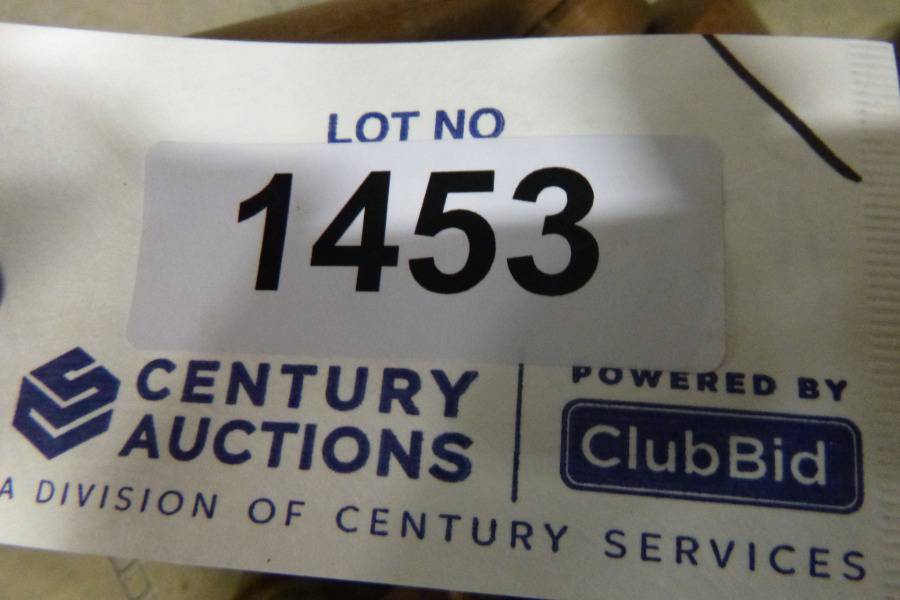 LOT NO
1453
CENTURY
AUCTIONS
A DIVISION OF CENTURY SERVICES
POWERED BY
ClubBid